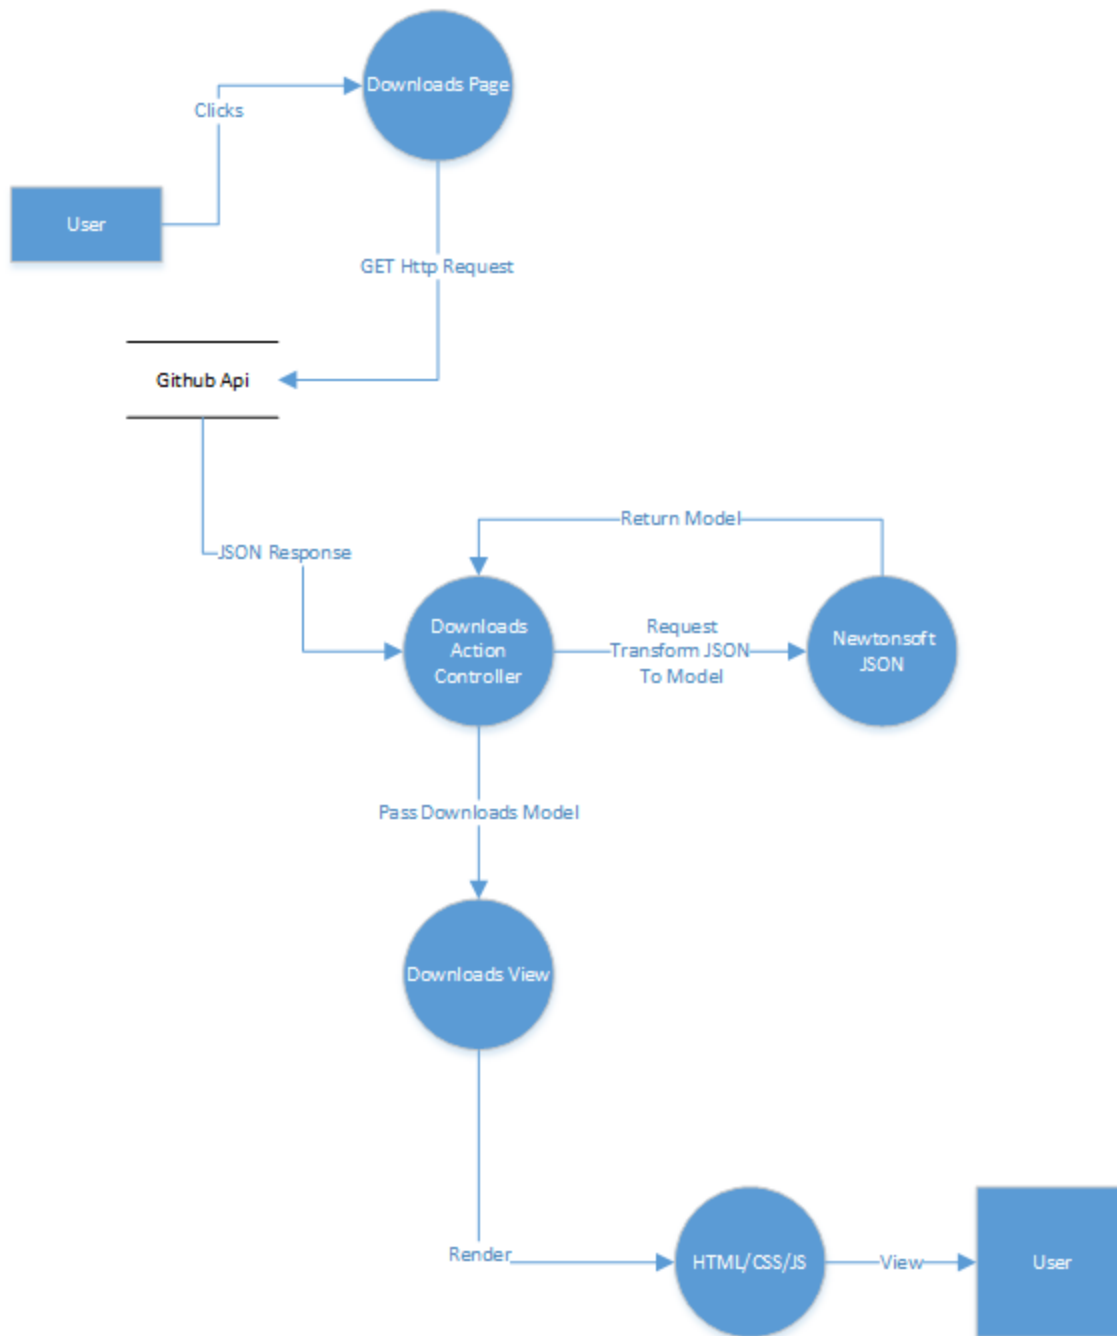 Downloads Page
Clicks
User
GET Http Request
Github Api
Return Model
JSON Response
Downloads
Action
Controller
Request
Transform JSON
To Model
Newtonsoft
JSON
Pass Downloads Model
Downloads View
Render
HTML/CSS/JS
View
User